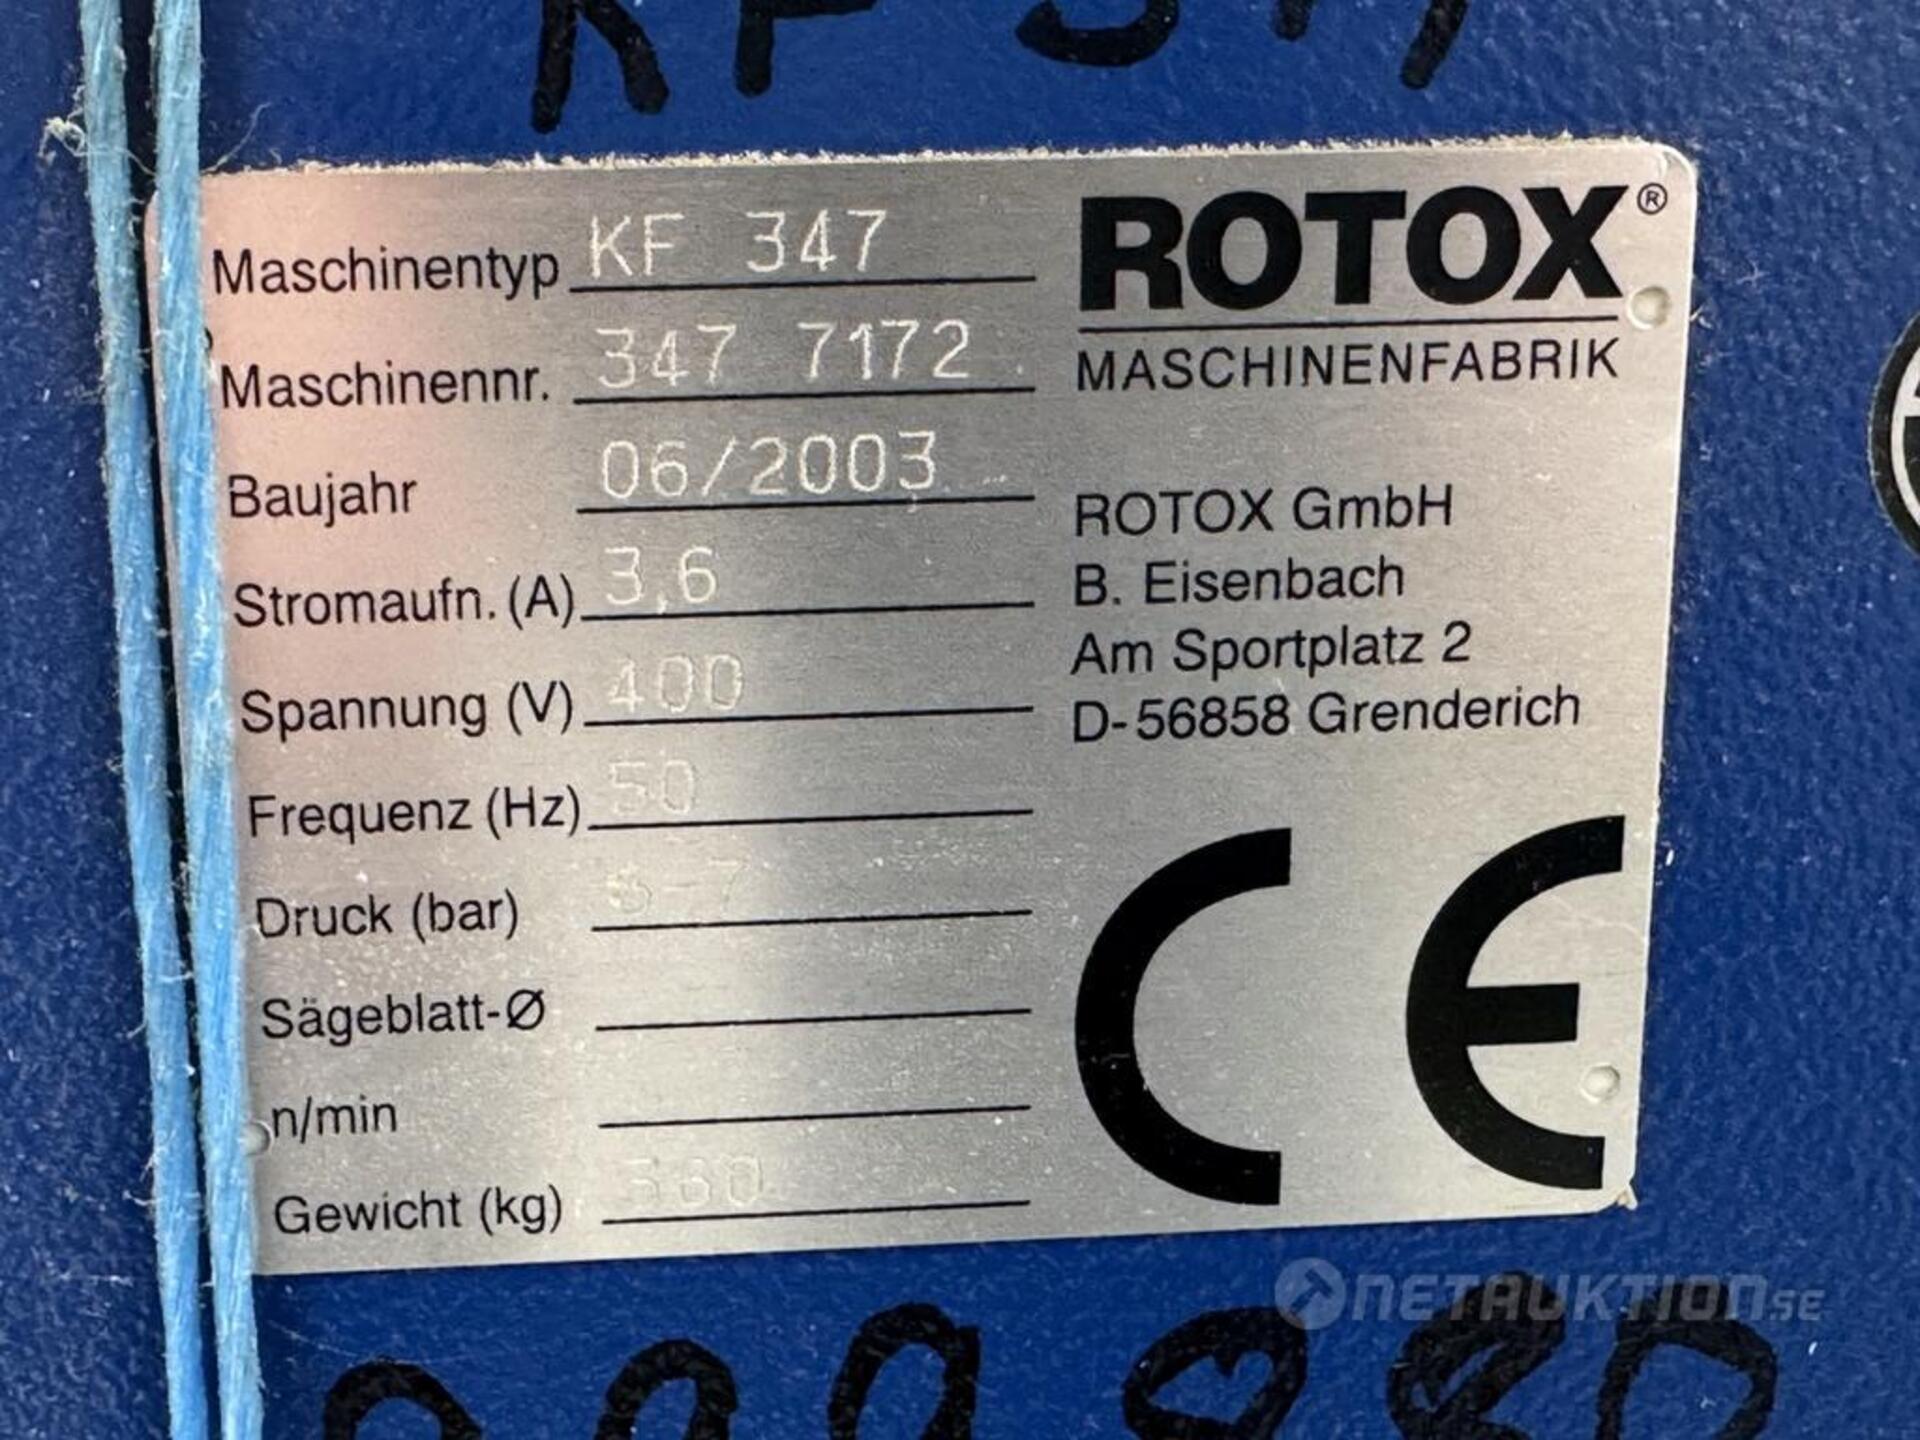 Maschinentyp KF 347
Maschinennr. 347 7172
Baujahr 06/2003
Stromaufn. (A) 3,6
Spannung (V) 400
Frequenz (Hz) 50
Druck (bar)
Sägeblatt-Ø
n/min
Gewicht (kg)
ROTOX®
MASCHINENFABRIK
ROTOX GmbH
B. Eisenbach
Am Sportplatz 2
D-56858 Grenderich
CE
NETAUKTION.SE